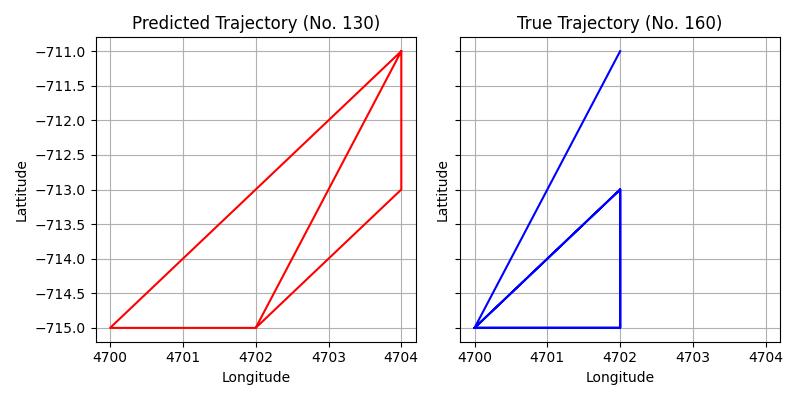 Predicted Trajectory (No. 130)
True Trajectory (No. 160)
−711.0
−711.5
−712.0
−712.5
−713.0
−713.5
−714.0
−714.5
−715.0
Lattitude
Lattitude
4700 4701 4702 4703 4704
4700 4701 4702 4703 4704
Longitude
Longitude